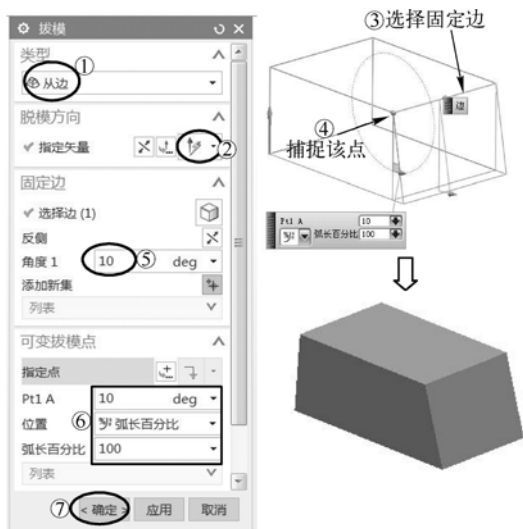 拔模
类型
①
从边
脱模方向
指定矢量
②
固定边
选择边 (1)
反侧
角度 1 10 deg
⑤
添加新集
列表
可变拔模点
指定点
Pt1 A 10 deg
位置 弧长百分比
⑥
弧长百分比 100
列表
⑦
< 确定 > 应用 取消
③选择固定边
边
④
捕捉该点
Pt1 A 10
弧长百分比 100